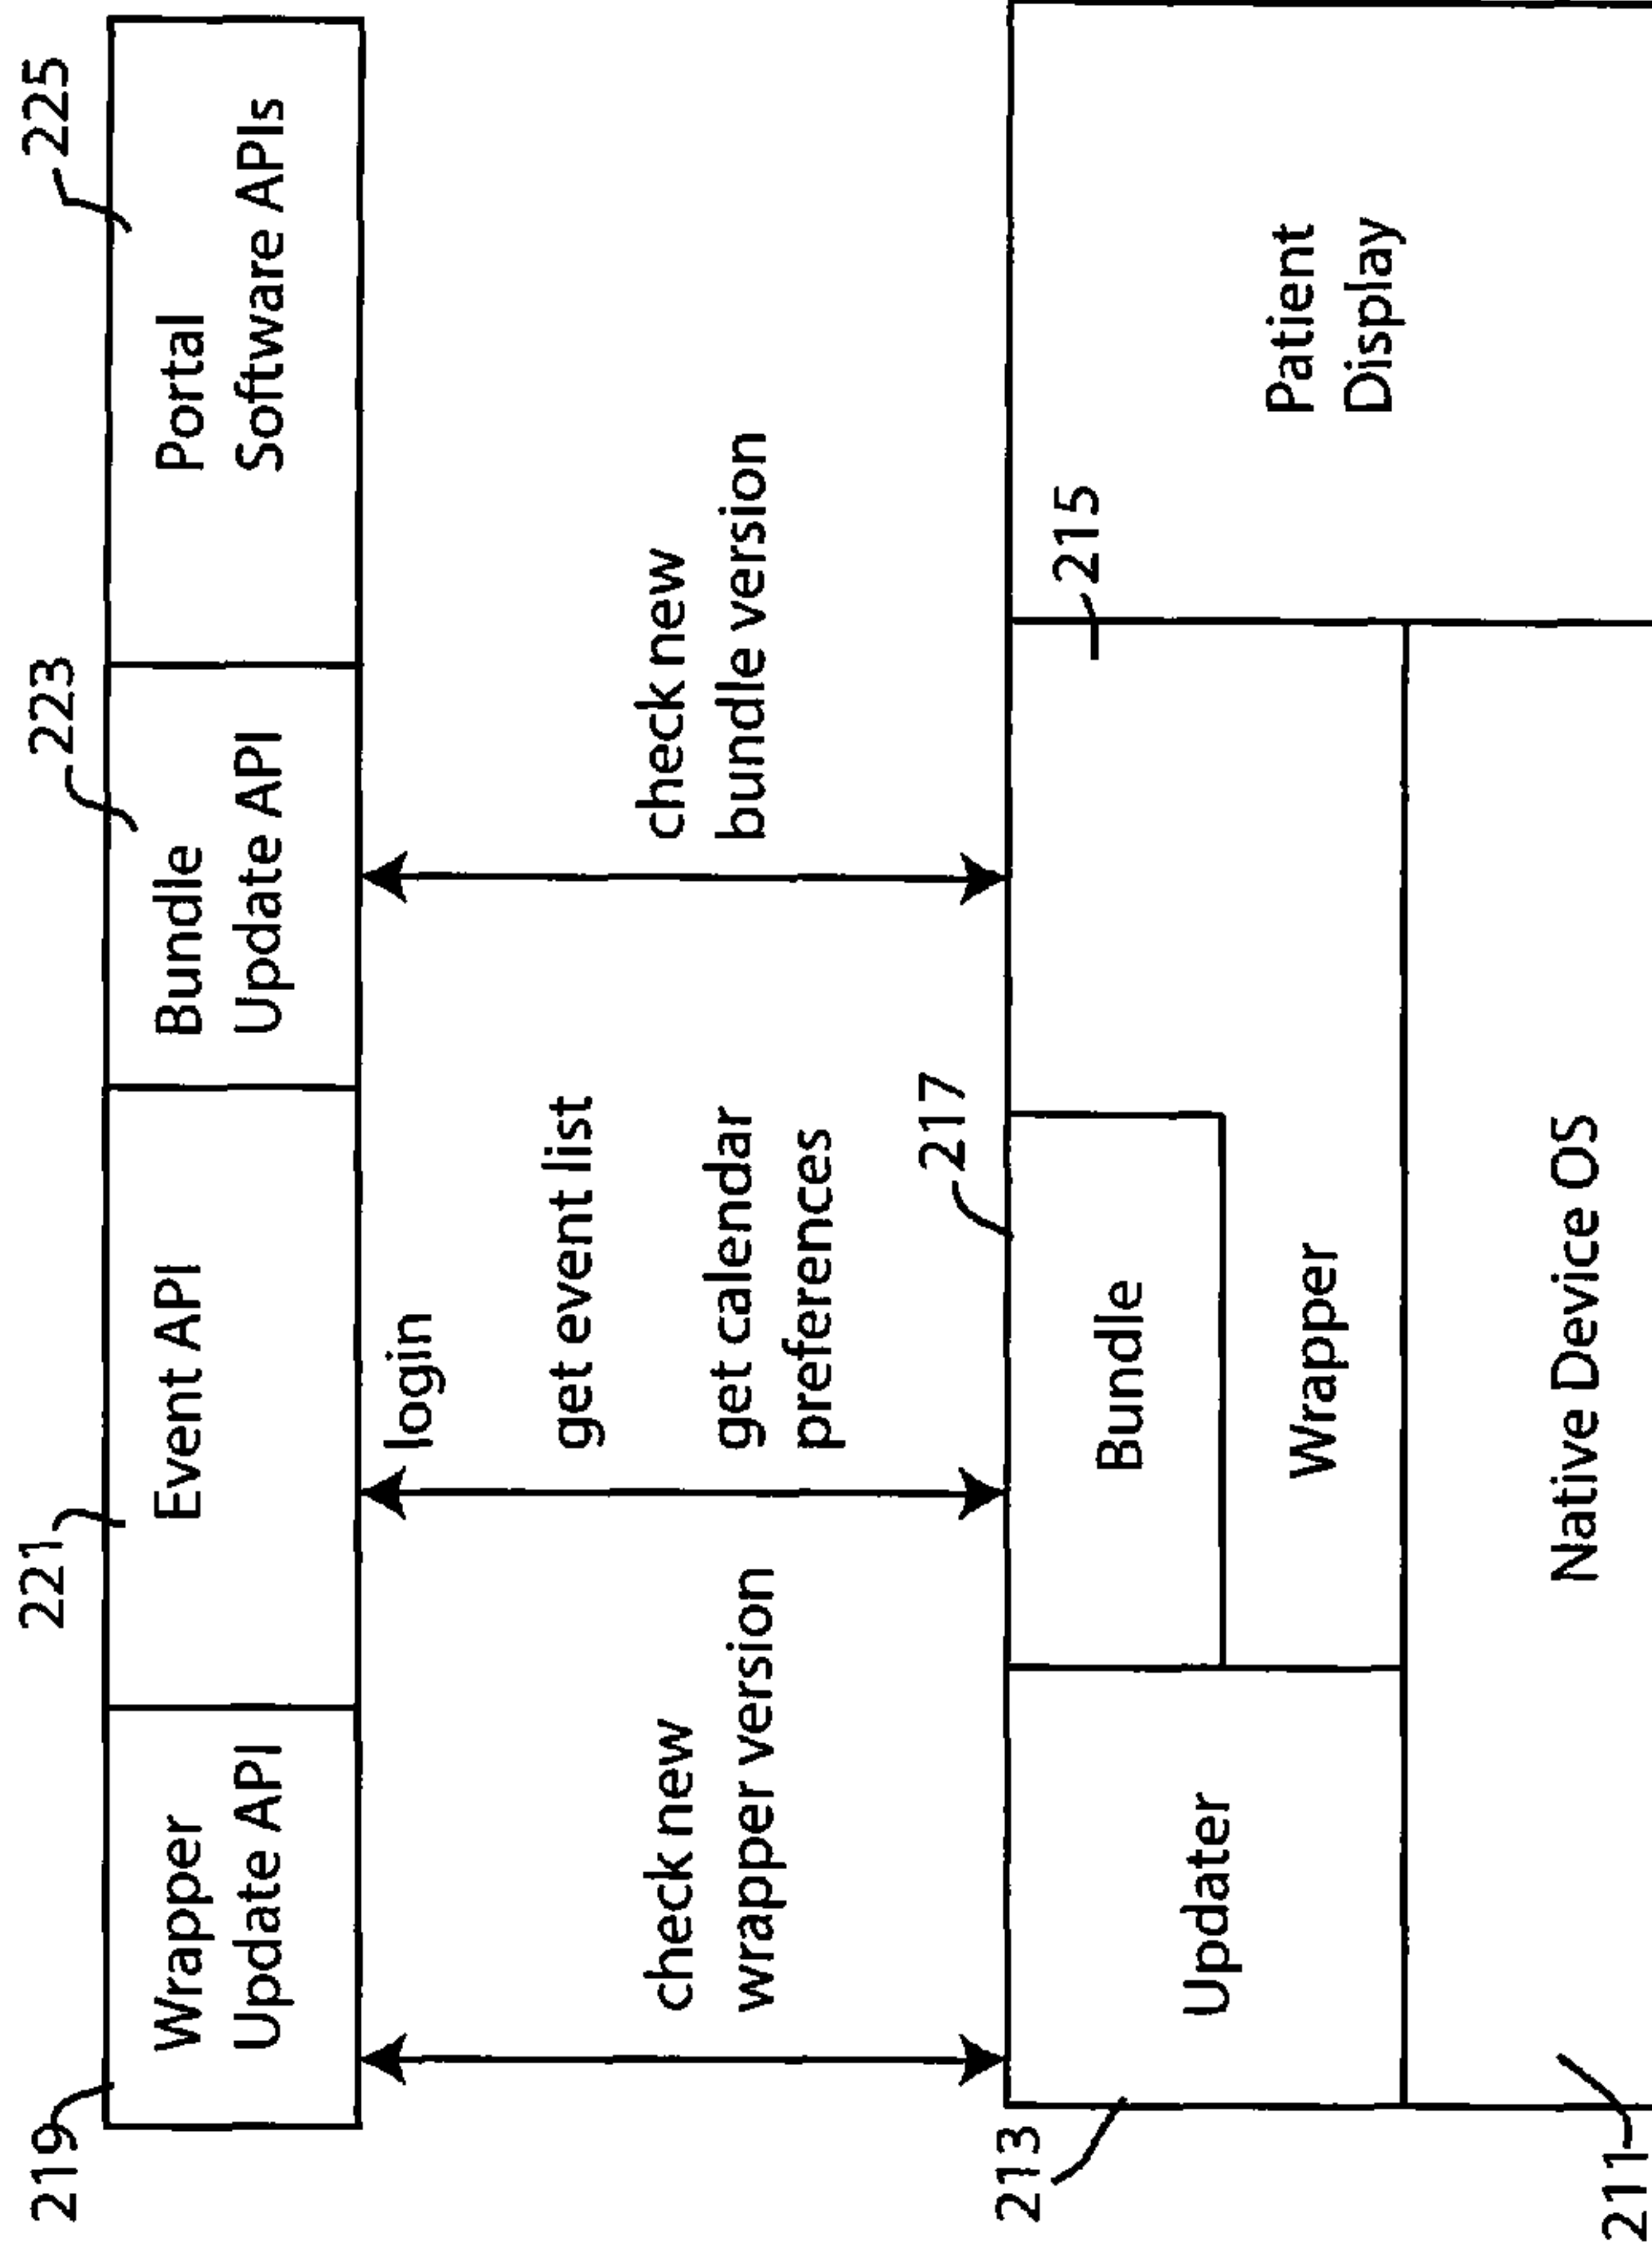 219
221
223
225
Wrapper
Update API
Event API
Bundle
Update API
Portal
Software APIs
check new
wrapper version
login
get event list
get calendar
preferences
check new
bundle version
217
213
215
Updater
Bundle
Wrapper
Patient
Display
Native Device OS
211